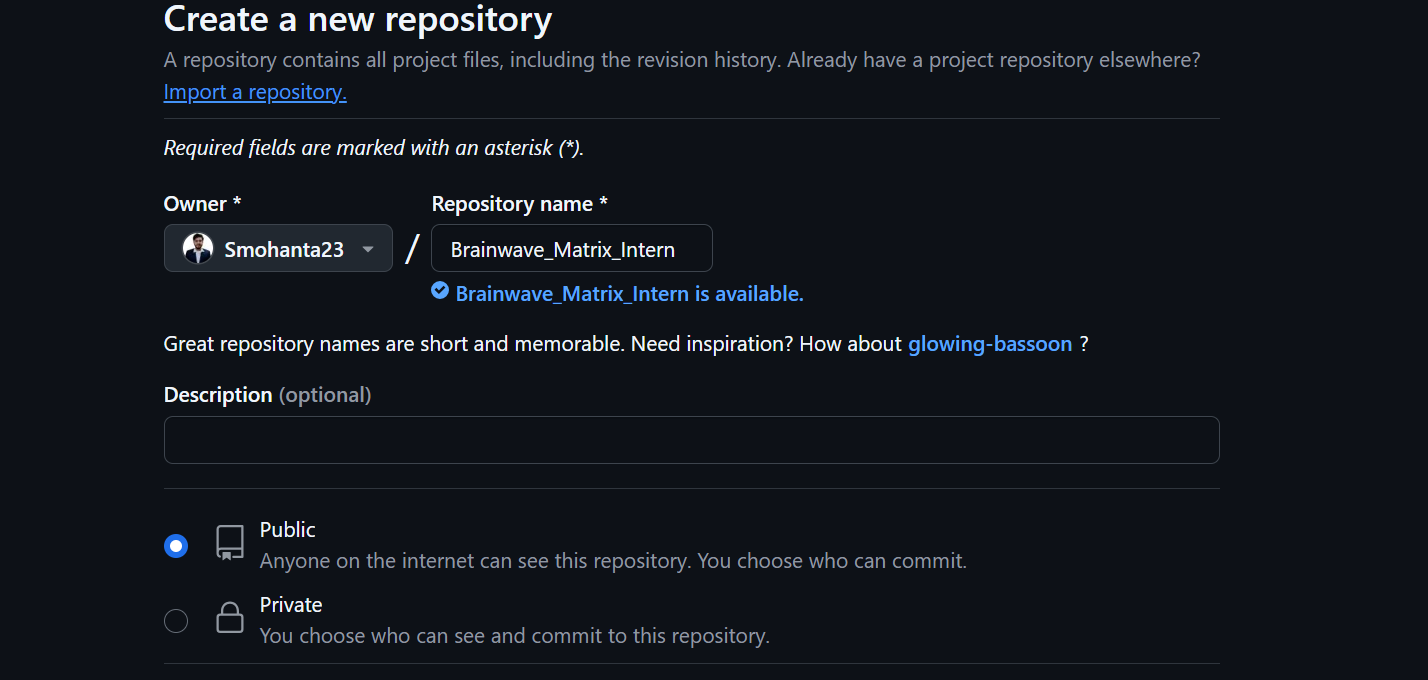 Create a new repository
A repository contains all project files, including the revision history. Already have a project repository elsewhere?
Import a repository.
Required fields are marked with an asterisk (*).
Owner *
Repository name *
Smohanta23
/
Brainwave_Matrix_Intern
Brainwave_Matrix_Intern is available.
Great repository names are short and memorable. Need inspiration? How about glowing-bassoon ?
Description (optional)
Public
Anyone on the internet can see this repository. You choose who can commit.
Private
You choose who can see and commit to this repository.